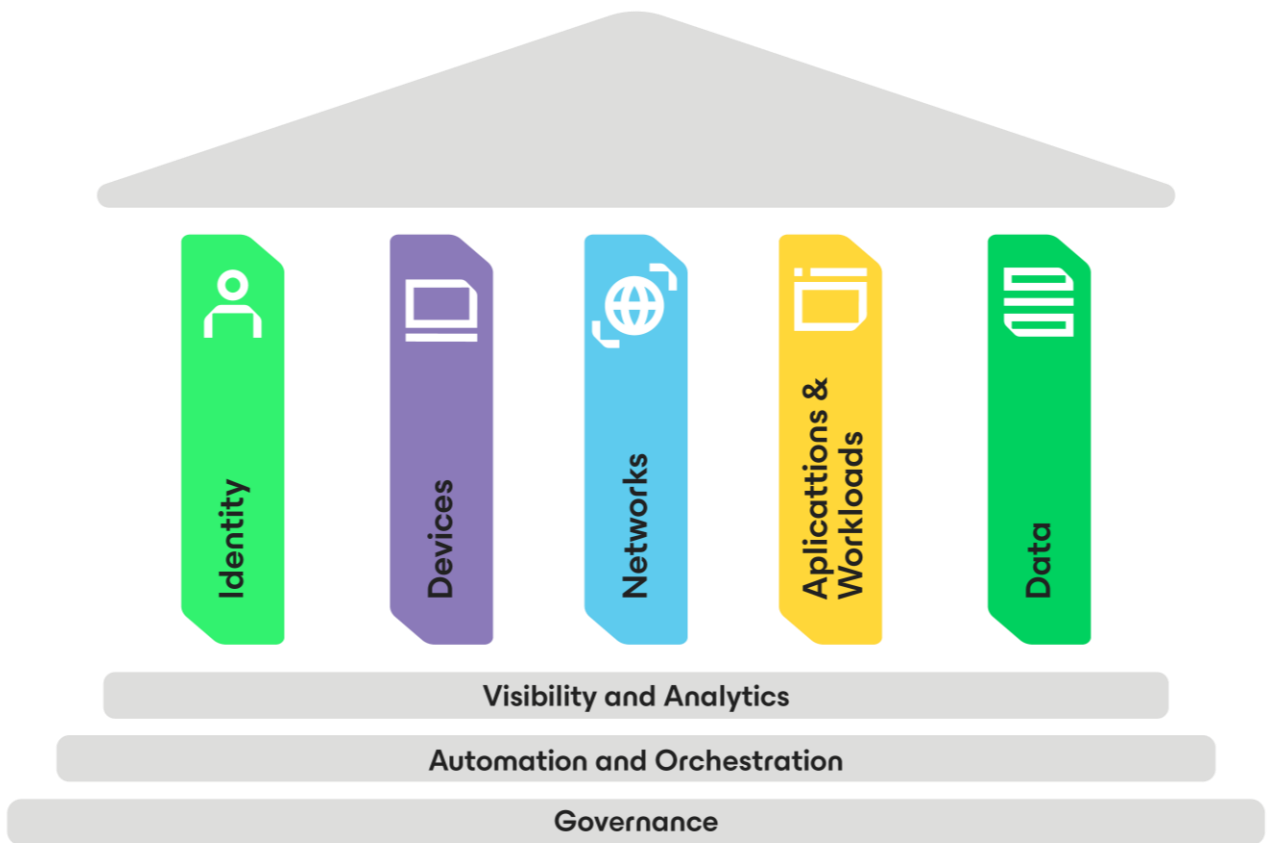 Identity
Devices
Networks
Aplicattions &
Workloads
Data
Visibility and Analytics
Automation and Orchestration
Governance